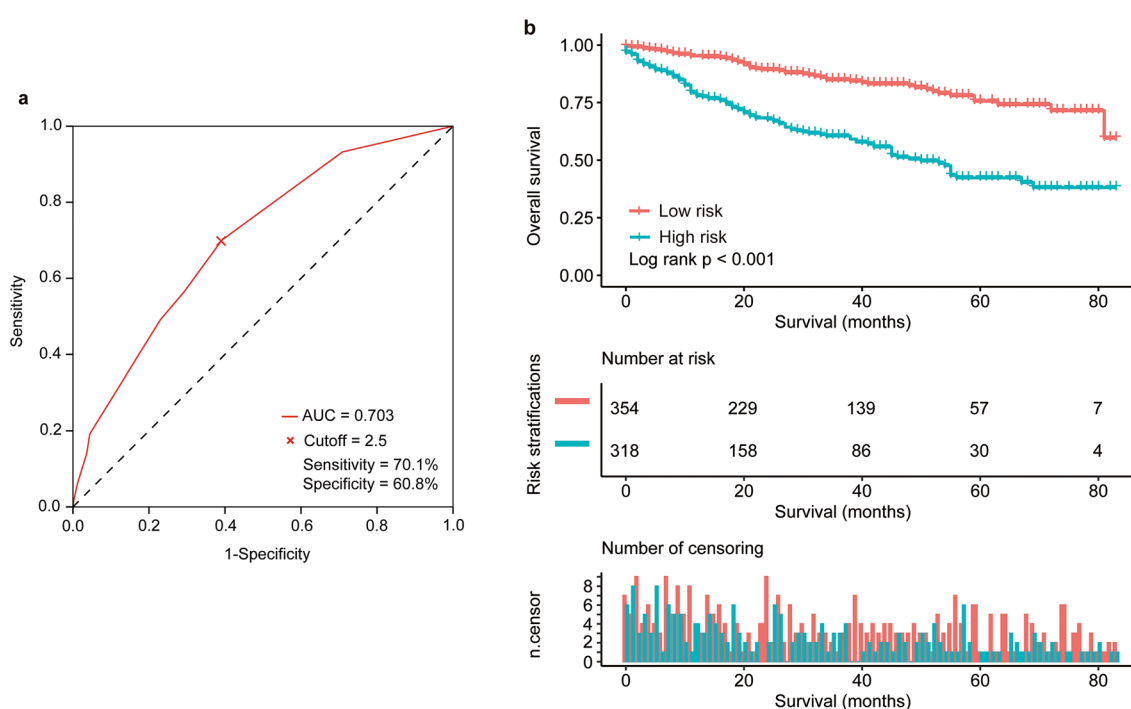 a
1.0
0.8
0.6
0.4
0.2
0.0
Sensitivity
AUC = 0.703
Cutoff = 2.5
Sensitivity = 70.1%
Specificity = 60.8%
0.0 0.2 0.4 0.6 0.8 1.0
1-Specificity
b
1.00
0.75
0.50
0.25
0.00
Overall survival
Low risk
High risk
Log rank p < 0.001
0 20 40 60 80
Survival (months)
Number at risk
Risk stratifications
354 229 139 57 7
318 158 86 30 4
0 20 40 60 80
Survival (months)
Number of censoring
n.censor
8
6
4
2
0
0 20 40 60 80
Survival (months)